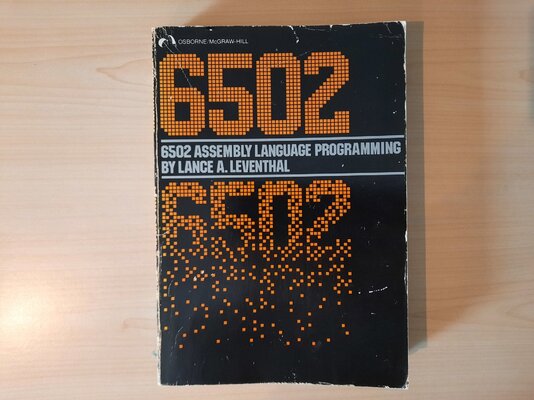 OSBORNE/McGRAW-HILL
6502
6502 ASSEMBLY LANGUAGE PROGRAMMING
BY LANCE A. LEVENTHAL
6502